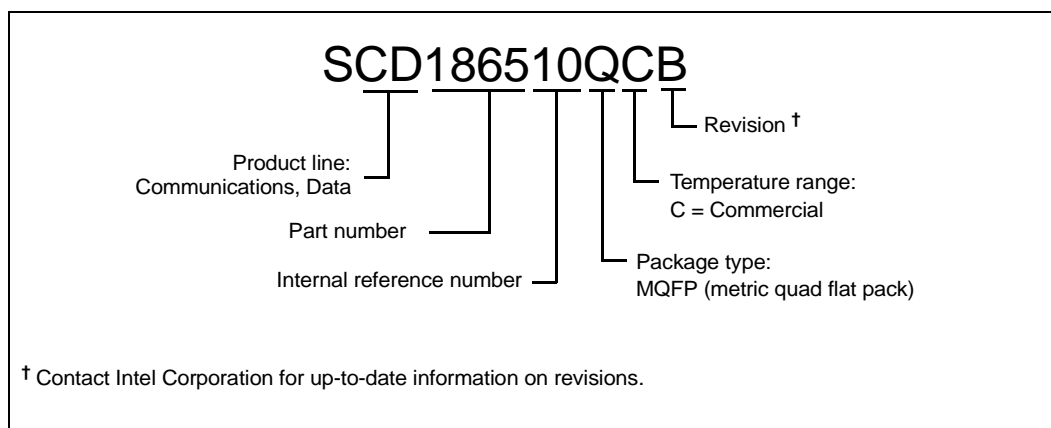 SCD186510QCB
Revision †
Product line:
Communications, Data
Temperature range:
C = Commercial
Part number
Package type:
MQFP (metric quad flat pack)
Internal reference number
† Contact Intel Corporation for up-to-date information on revisions.